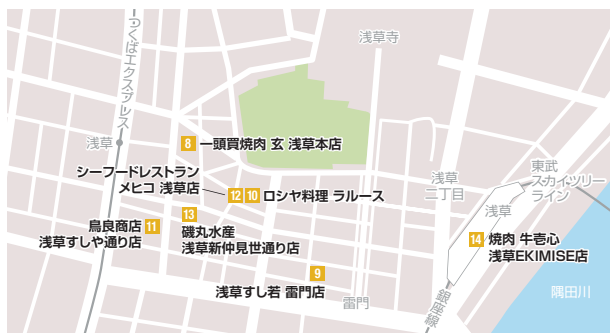 つくばエクスプレス
浅草寺
浅草
8 一頭買焼肉 玄 浅草本店
シーフードレストラン
メヒコ 浅草店
12 10 ロシヤ料理 ラルース
浅草
二丁目
東武
スカイツリー
ライン
浅草
鳥良商店
浅草すしや通り店
11
13
磯丸水産
浅草新仲見世通り店
14 焼肉 牛壱心
浅草EKIMISE店
9
浅草すし若 雷門店
雷門
銀座線
隅田川